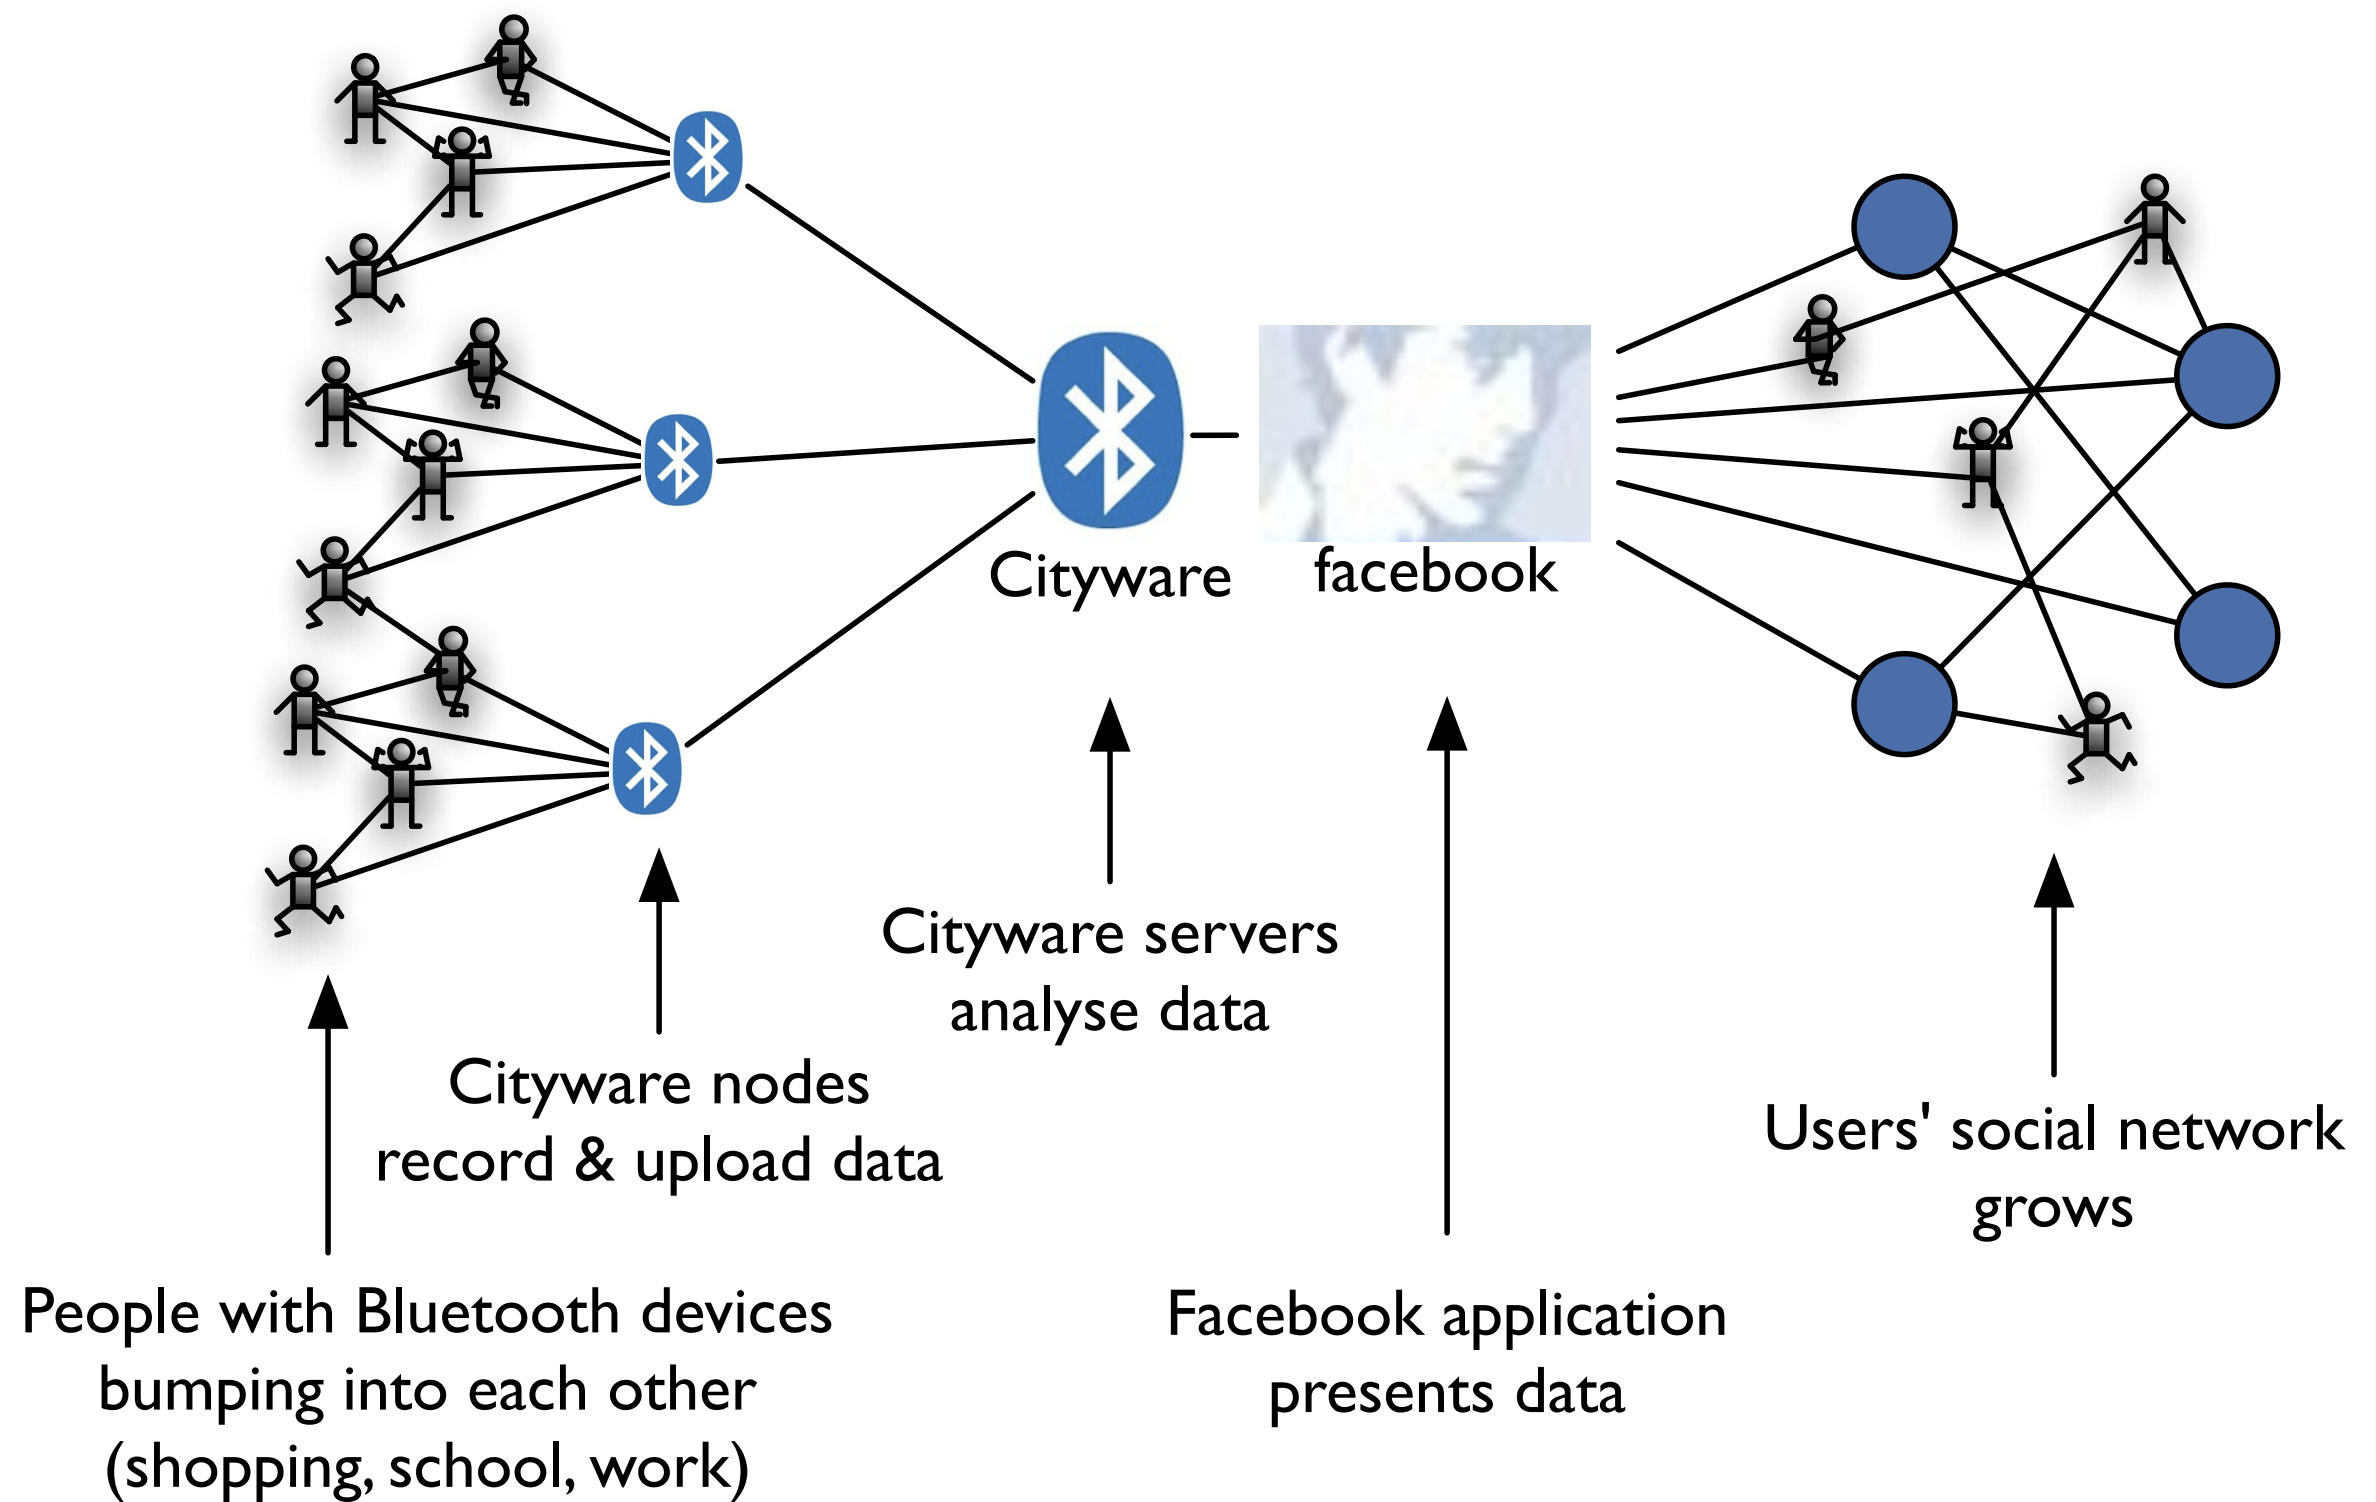 Cityware
facebook
Cityware servers
analyse data
Cityware nodes
record & upload data
Users' social network
grows
People with Bluetooth devices
bumping into each other
(shopping, school, work)
Facebook application
presents data